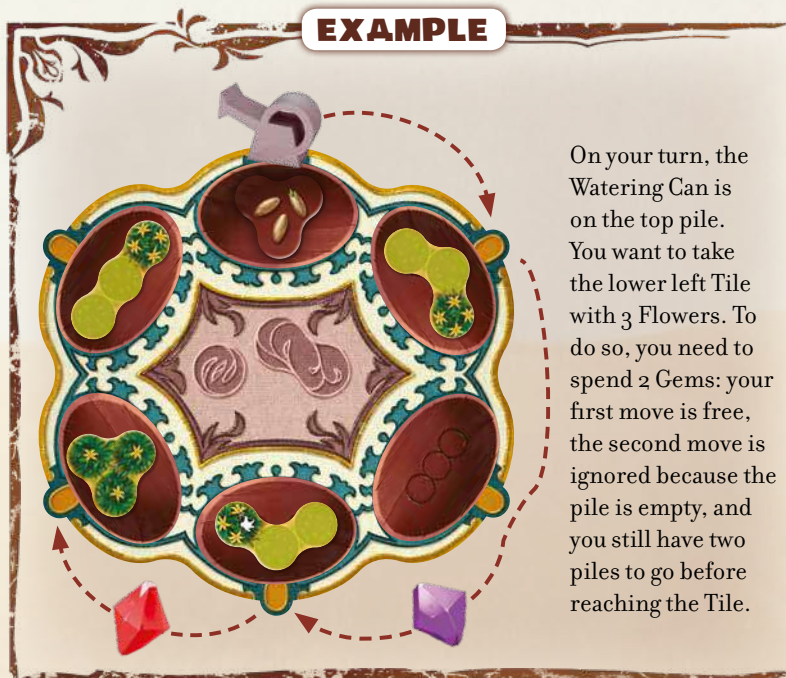 EXAMPLE
On your turn, the
Watering Can is
on the top pile.
You want to take
the lower left Tile
with 3 Flowers. To
do so, you need to
spend 2 Gems: your
first move is free,
the second move is
ignored because the
pile is empty, and
you still have two
piles to go before
reaching the Tile.